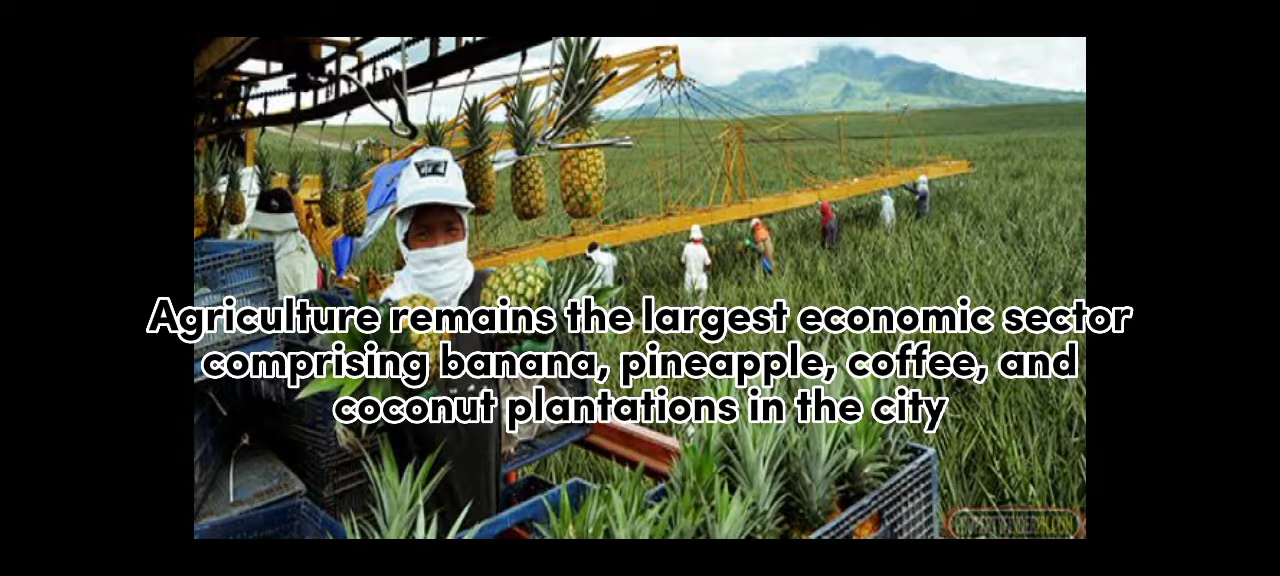 Agriculture remains the largest economic sector
comprising banana, pineapple, coffee, and
coconut plantations in the city